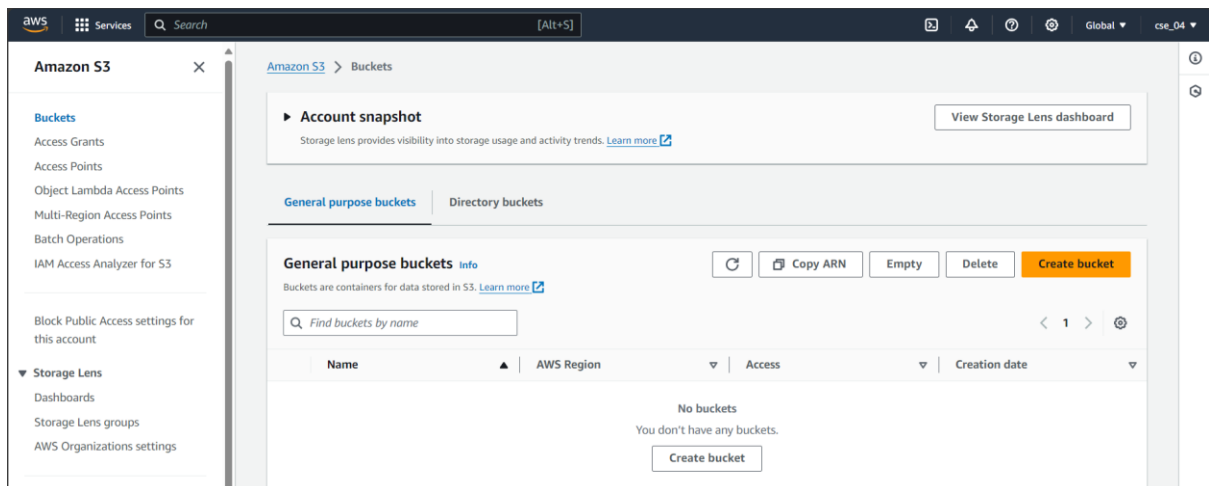 aws Services Search [Alt+S] Global cse_04
Amazon S3
Buckets
Access Grants
Access Points
Object Lambda Access Points
Multi-Region Access Points
Batch Operations
IAM Access Analyzer for S3
Block Public Access settings for
this account
Storage Lens
Dashboards
Storage Lens groups
AWS Organizations settings
Amazon S3 > Buckets
Account snapshot
View Storage Lens dashboard
Storage lens provides visibility into storage usage and activity trends. Learn more
General purpose buckets Directory buckets
General purpose buckets Info
Copy ARN Empty Delete Create bucket
Buckets are containers for data stored in S3. Learn more
Find buckets by name
1
Name AWS Region Access Creation date
No buckets
You don't have any buckets.
Create bucket